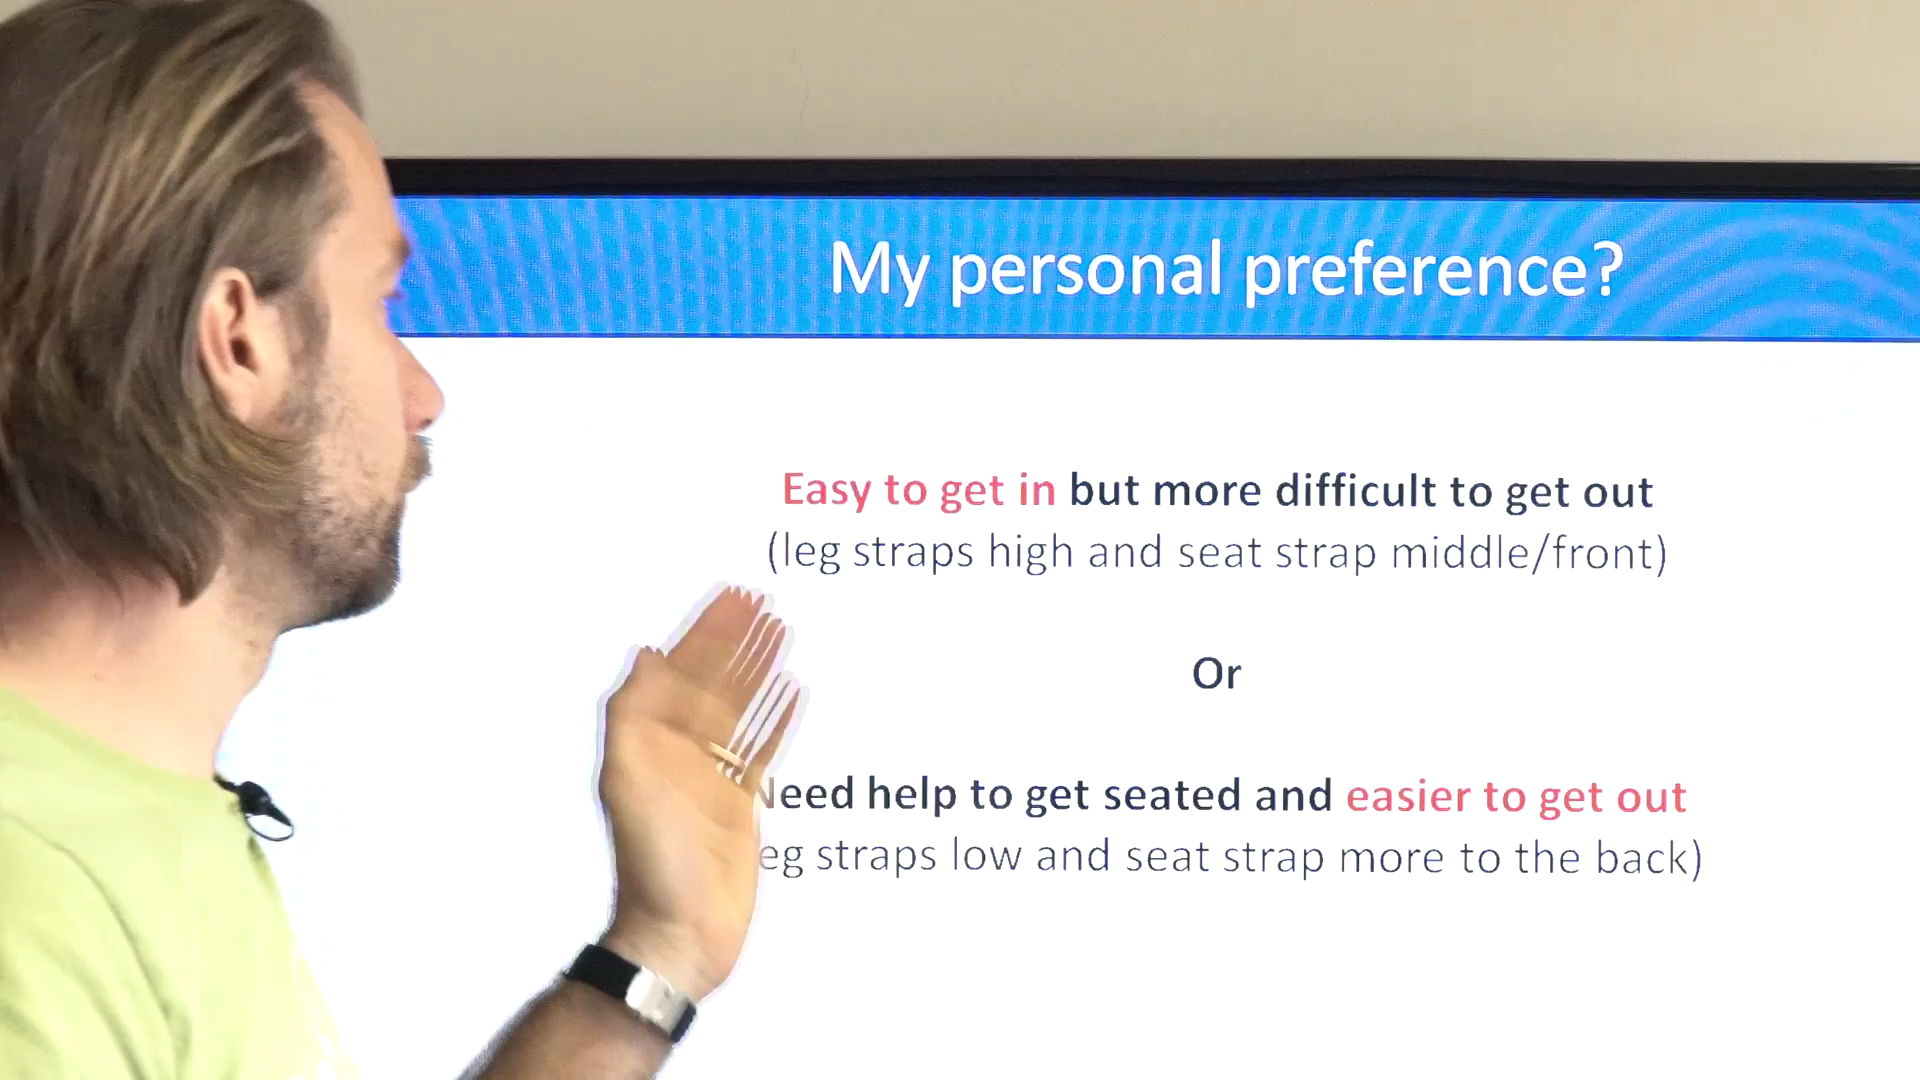 My personal preference?
Easy to get in but more difficult to get out
(leg straps high and seat strap middle/front)
Or
Need help to get seated and easier to get out
eg straps low and seat strap more to the back)